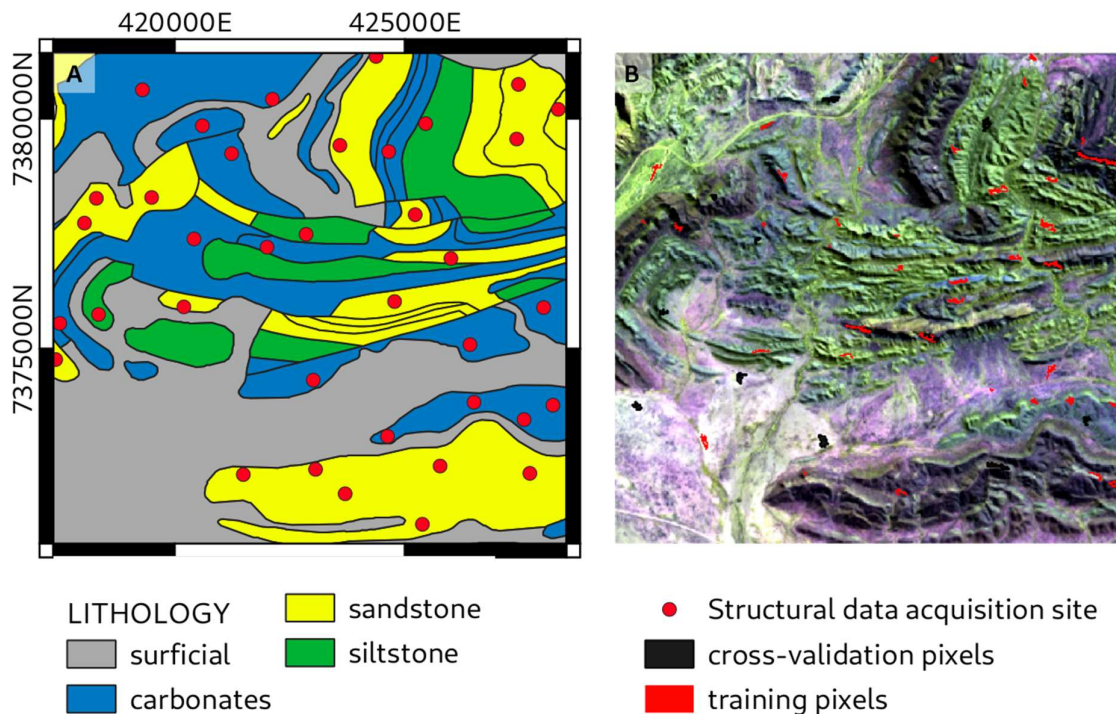 420000E 425000E
A
B
7380000N
7375000N
LITHOLOGY
surficial
carbonates
sandstone
siltstone
Structural data acquisition site
cross-validation pixels
training pixels